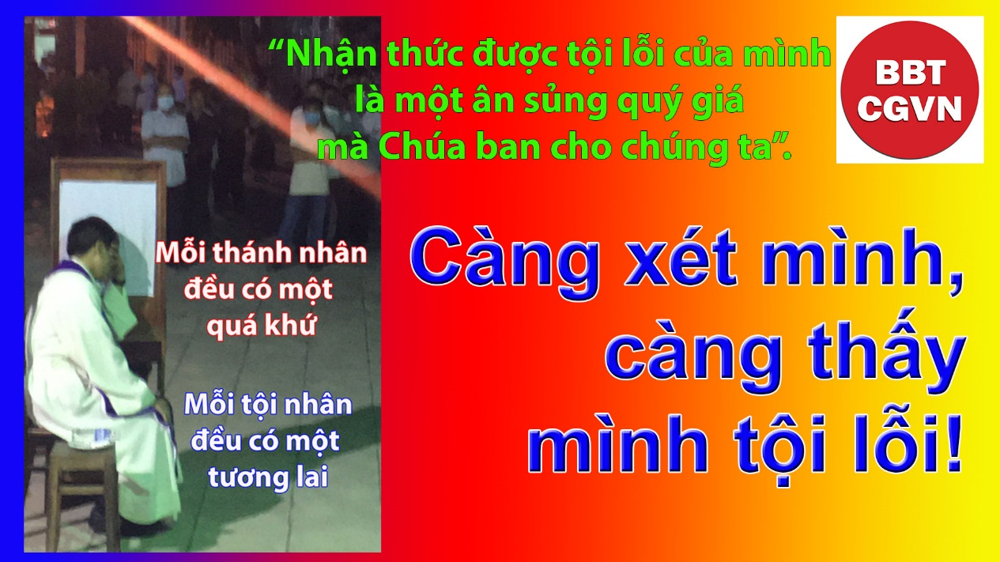 “Nhận thức được tội lỗi của mình
là một ân sủng quý giá
mà Chúa ban cho chúng ta”.
BBT
CGVN
Mỗi thánh nhân
đều có một
quá khứ
Mỗi tội nhân
đều có một
tương lai
Càng xét mình,
càng thấy
mình tội lỗi!